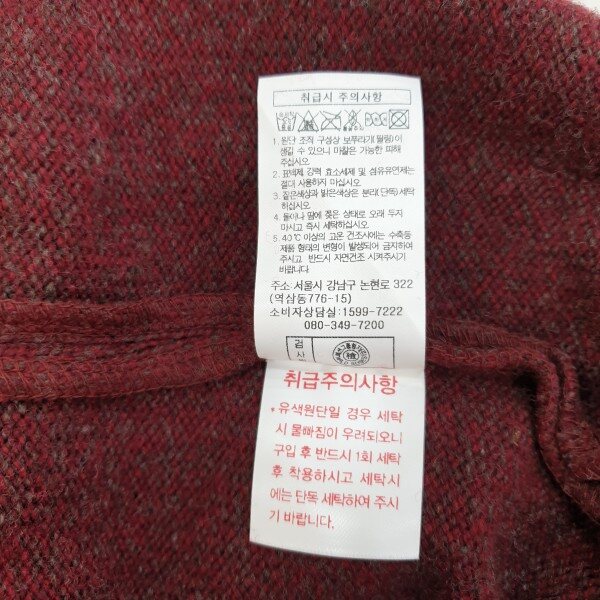 취급시 주의사항
1. 원단 조직 구성상 보푸라기(필링)이
생길 수 있으니 마찰은 가능한 피해
주십시오.
2. 표백제, 강력 효소세제 및 섬유유연제는
절대 사용하지 마십시오.
3. 짙은색상과 밝은색상은 분리(단독)세탁
하십시오.
4. 물이나 땀에 젖은 상태로 오래 두지
마시고 즉시 세탁하십시오.
5. 40℃ 이상의 고온 건조시에는 수축등
제품 형태의 변형이 발생되어 금지하여
주시고, 반드시 자연건조 시켜주시기
바랍니다.
주소: 서울시 강남구 논현로 322
(역삼동776-15)
소비자상담실:1599-7222
080-349-7200
검
사
취급주의사항
*유색원단일 경우 세탁
시 물빠짐이 우려되오니
구입 후 반드시 1회 세탁
후 착용하시고 세탁시
에는 단독 세탁하여 주시
기 바랍니다.